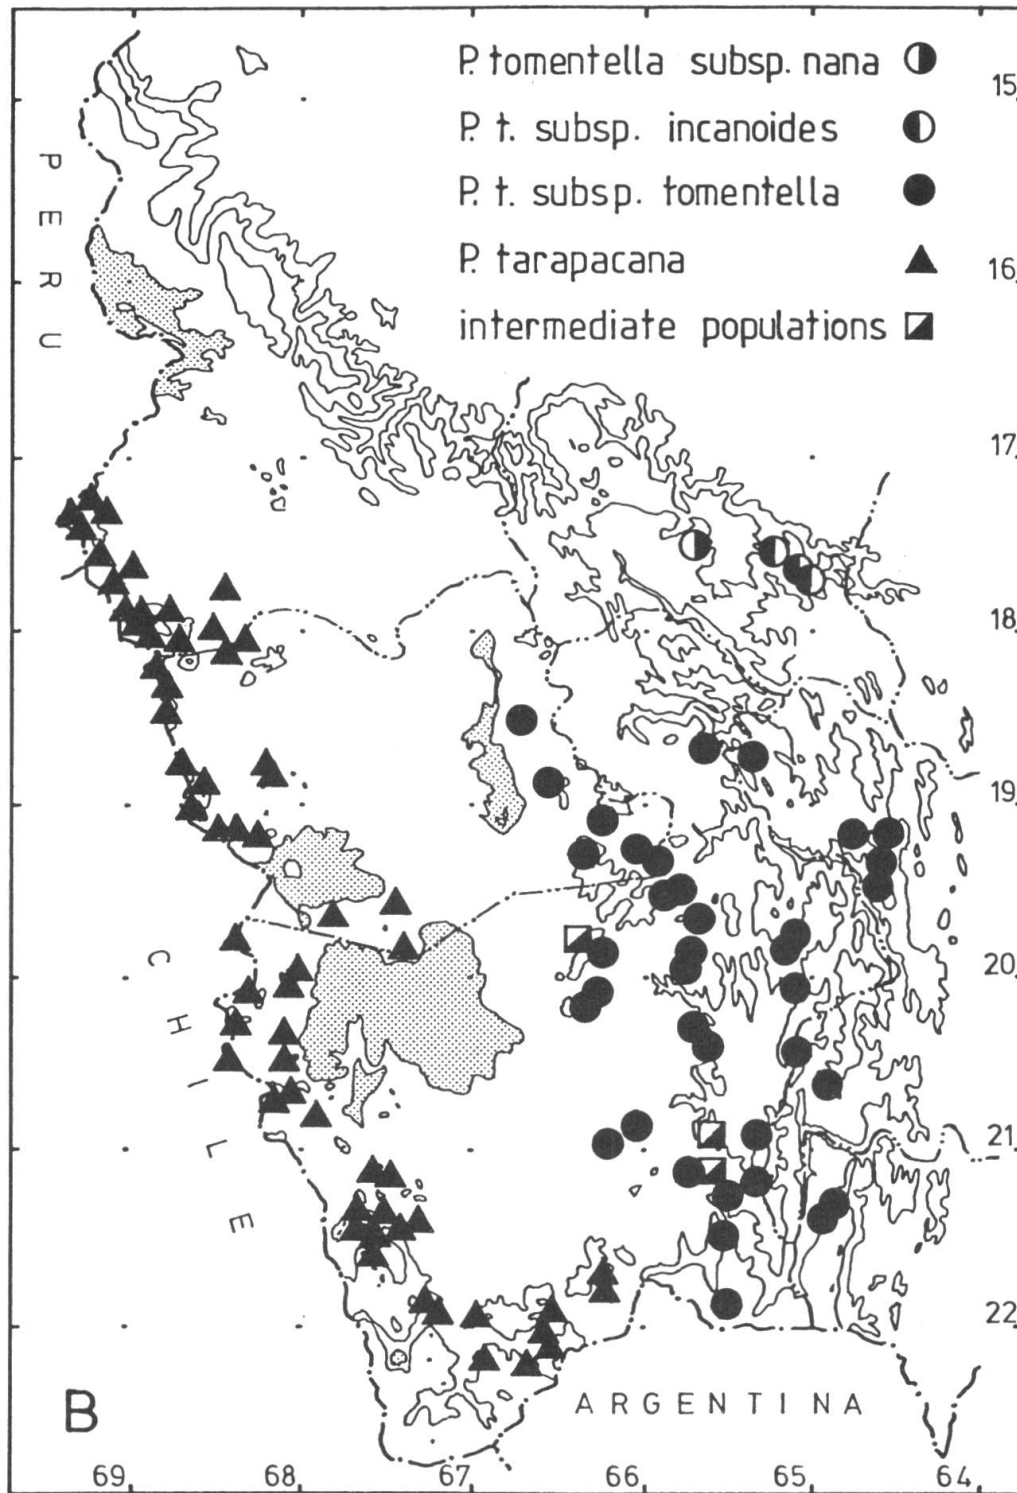 P. tomentella subsp. nana
P. t. subsp. incanoides
P. t. subsp. tomentella
P. tarapacana
intermediate populations
15
16
17
18
19
20
21
22
PERU
CHILE
ARGENTINA
B
69
68
67
66
65
64